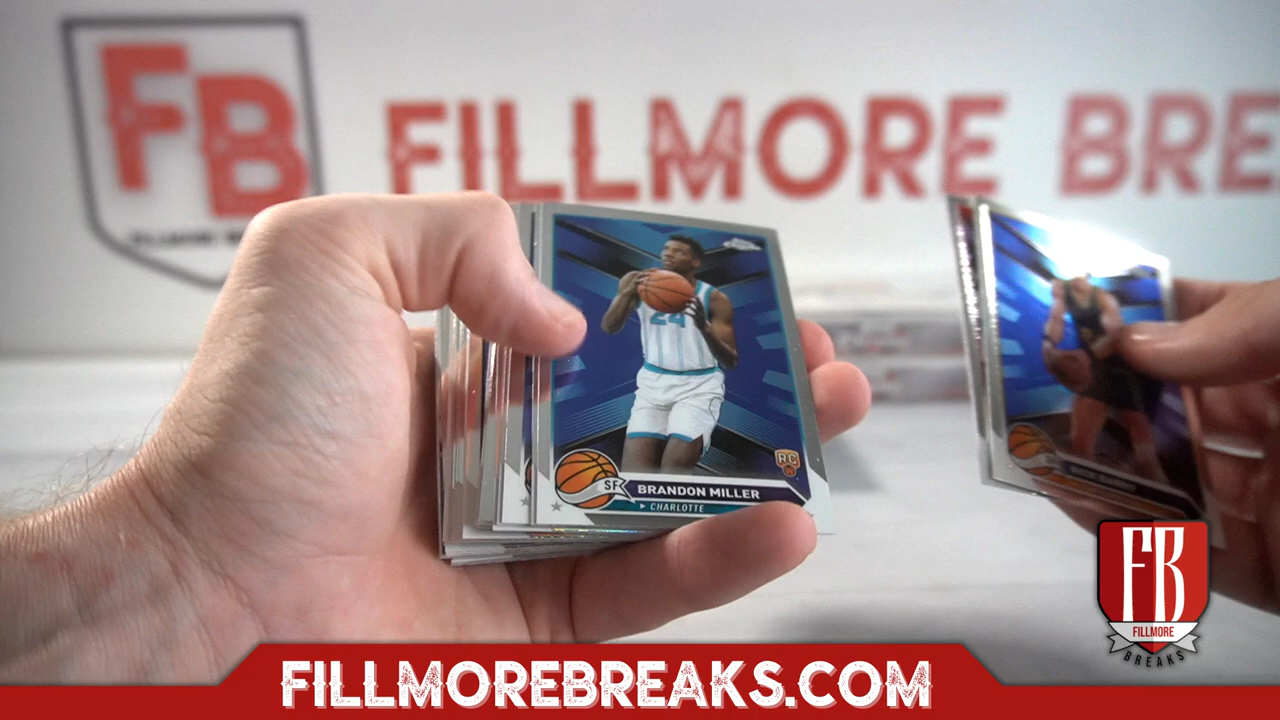 FB
FILLMORE BRE
24
RC
SF
BRANDON MILLER
CHARLOTTE
FB
FILLMORE
BREAKS
FILLMOREBREAKS.COM